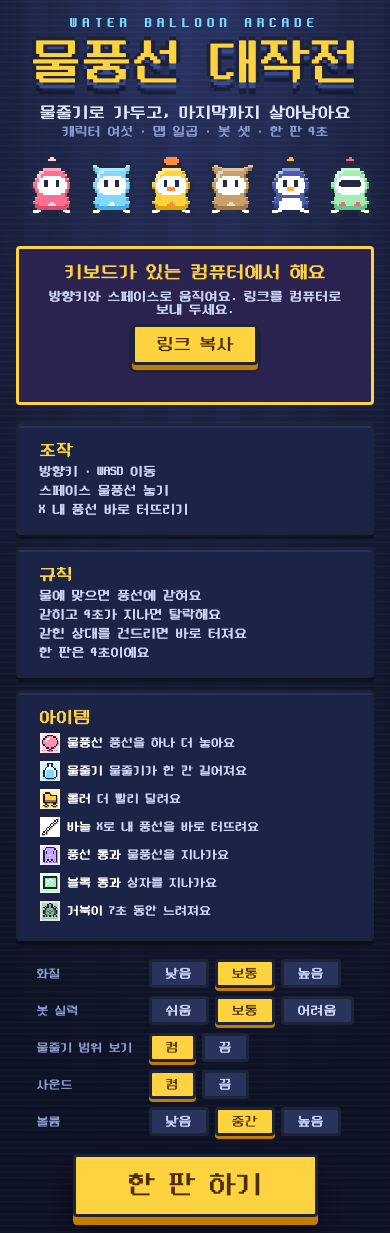 WATER BALLOON ARCADE
물풍선 대작전
물줄기로 가두고, 마지막까지 살아남아요
캐릭터 여섯 · 맵 일곱 · 봇 셋 · 한 판 4초
키보드가 있는 컴퓨터에서 해요
방향키와 스페이스로 움직여요. 링크를 컴퓨터로
보내 두세요.
링크 복사
조작
방향키 · WASD 이동
스페이스 물풍선 놓기
X 내 풍선 바로 터뜨리기
규칙
물에 맞으면 풍선에 갇혀요
갇히고 4초가 지나면 탈락해요
갇힌 상대를 건드리면 바로 터져요
한 판은 4초이에요
아이템
물풍선 풍선을 하나 더 놓아요
물줄기 물줄기가 한 칸 길어져요
롤러 더 빨리 달려요
바늘 X로 내 풍선을 바로 터뜨려요
풍선 통과 물풍선을 지나가요
블록 통과 상자를 지나가요
거북이 7초 동안 느려져요
화질 낮음 보통 높음
봇 실력 쉬움 보통 어려움
물줄기 범위 보기 켬 끔
사운드 켬 끔
볼륨 낮음 중간 높음
한 판 하기